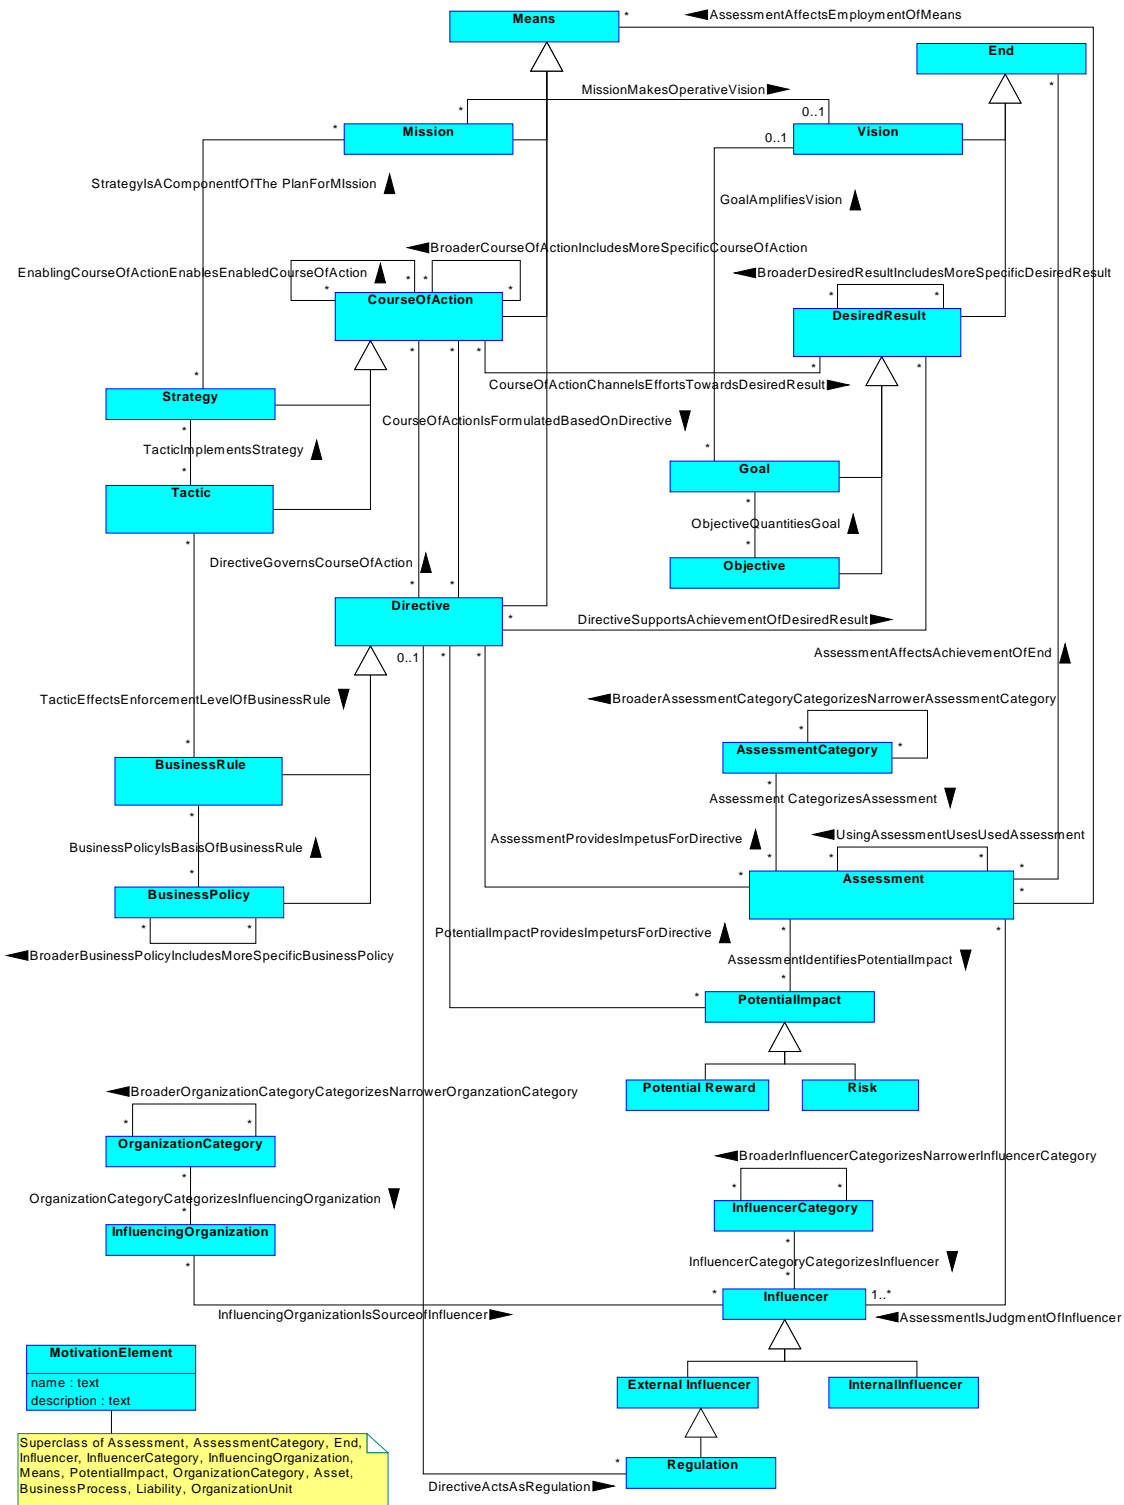 Means
*
AssessmentAffectsEmploymentOfMeans
End
*
MissionMakesOperativeVision
*
0..1
*
Mission
0..1
Vision
StrategyIsAComponentfOfThe PlanForMIssion
GoalAmplifiesVision
BroaderCourseOfActionIncludesMoreSpecificCourseOfAction
EnablingCourseOfActionEnablesEnabledCourseOfAction
* *
* *
CourseOfAction
BroaderDesiredResultIncludesMoreSpecificDesiredResult
* *
DesiredResult
* * *
* *
CourseOfActionChannelsEffortsTowardsDesiredResult
*
Strategy
*
CourseOfActionIsFormulatedBasedOnDirective
TacticImplementsStrategy
*
Tactic
*
Goal
*
ObjectiveQuantitiesGoal
*
Objective
*
DirectiveGovernsCourseOfAction
* *
Directive
*
DirectiveSupportsAchievementOfDesiredResult
0..1 * *
AssessmentAffectsAchievementOfEnd
TacticEffectsEnforcementLevelOfBusinessRule
BroaderAssessmentCategoryCategorizesNarrowerAssessmentCategory
*
BusinessRule
* *
AssessmentCategory
*
Assessment CategorizesAssessment
*
BusinessPolicyIsBasisOfBusinessRule
AssessmentProvidesImpetusForDirective
UsingAssessmentUsesUsedAssessment
*
BusinessPolicy
* *
* * * *
Assessment
* *
BroaderBusinessPolicyIncludesMoreSpecificBusinessPolicy
PotentialImpactProvidesImpetursForDirective
* *
AssessmentIdentifiesPotentialImpact
* *
PotentialImpact
Potential Reward
Risk
BroaderOrganizationCategoryCategorizesNarrowerOrganzationCategory
* *
OrganizationCategory
*
OrganizationCategoryCategorizesInfluencingOrganization
*
InfluencingOrganization
*
BroaderInfluencerCategorizesNarrowerInfluencerCategory
* *
InfluencerCategory
*
InfluencerCategoryCategorizesInfluencer
*
InfluencingOrganizationIsSourceofInfluencer
*
Influencer
1..*
AssessmentIsJudgmentOfInfluencer
MotivationElement
name : text
description : text
External Influencer
InternalInfluencer
Superclass of Assessment, AssessmentCategory, End,
Influencer, InfluencerCategory, InfluencingOrganization,
Means, PotentialImpact, OrganizationCategory, Asset,
BusinessProcess, Liability, OrganizationUnit
*
Regulation
DirectiveActsAsRegulation